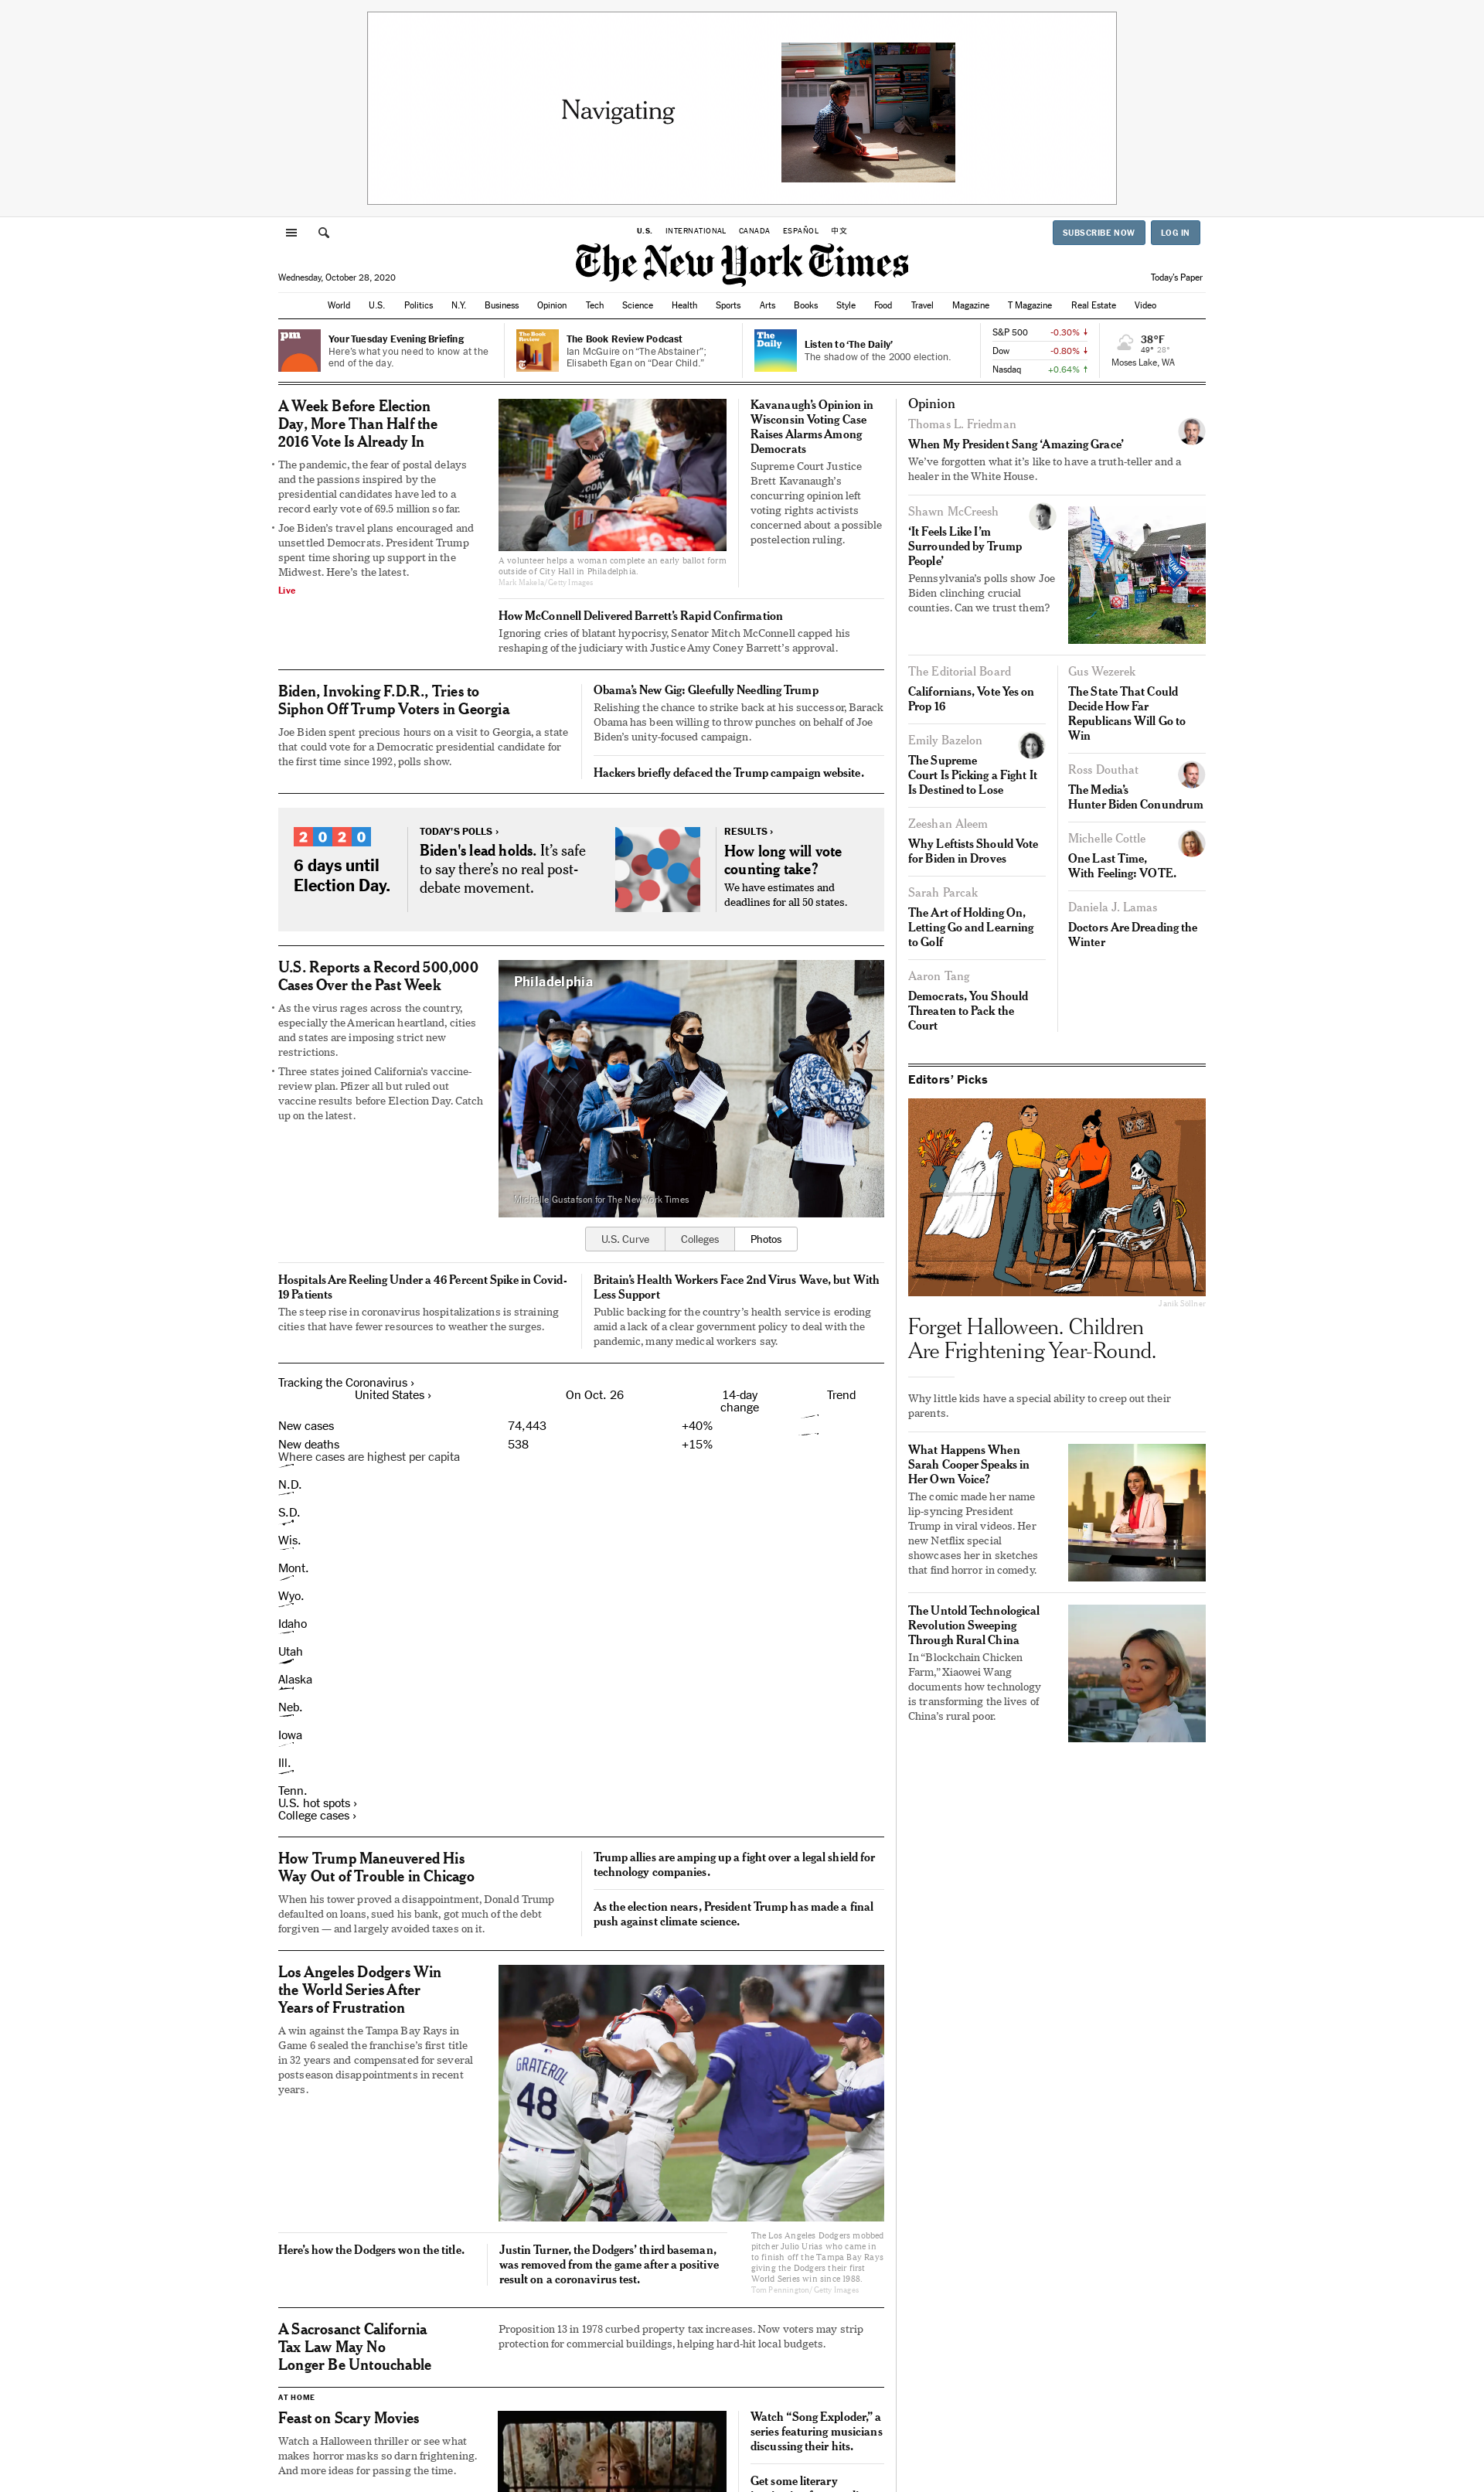 Navigating
U.S. INTERNATIONAL CANADA ESPAÑOL 中文
SUBSCRIBE NOW LOG IN
The New York Times
Wednesday, October 28, 2020
Today's Paper
World U.S. Politics N.Y. Business Opinion Tech Science Health Sports Arts Books Style Food Travel Magazine T Magazine Real Estate Video
pm
Your Tuesday Evening Briefing
Here's what you need to know at the
end of the day.
The Book Review
The Book Review Podcast
Ian McGuire on “The Abstainer”;
Elisabeth Egan on “Dear Child.”
The
Daily
Listen to ‘The Daily’
The shadow of the 2000 election.
S&P 500 -0.30% ↓
Dow -0.80% ↓
Nasdaq +0.64% ↑
38°F
49° 28°
Moses Lake, WA
A Week Before Election
Day, More Than Half the
2016 Vote Is Already In
• The pandemic, the fear of postal delays
and the passions inspired by the
presidential candidates have led to a
record early vote of 69.5 million so far.
• Joe Biden’s travel plans encouraged and
unsettled Democrats. President Trump
spent time shoring up support in the
Midwest. Here’s the latest.
Live
A volunteer helps a woman complete an early ballot form
outside of City Hall in Philadelphia.
Mark Makela/Getty Images
Kavanaugh’s Opinion in
Wisconsin Voting Case
Raises Alarms Among
Democrats
Supreme Court Justice
Brett Kavanaugh’s
concurring opinion left
voting rights activists
concerned about a possible
postelection ruling.
How McConnell Delivered Barrett’s Rapid Confirmation
Ignoring cries of blatant hypocrisy, Senator Mitch McConnell capped his
reshaping of the judiciary with Justice Amy Coney Barrett’s approval.
Biden, Invoking F.D.R., Tries to
Siphon Off Trump Voters in Georgia
Joe Biden spent precious hours on a visit to Georgia, a state
that could vote for a Democratic presidential candidate for
the first time since 1992, polls show.
Obama’s New Gig: Gleefully Needling Trump
Relishing the chance to strike back at his successor, Barack
Obama has been willing to throw punches on behalf of Joe
Biden’s unity-focused campaign.
Hackers briefly defaced the Trump campaign website.
2020
6 days until
Election Day.
TODAY’S POLLS ›
Biden's lead holds. It’s safe
to say there’s no real post-
debate movement.
RESULTS ›
How long will vote
counting take?
We have estimates and
deadlines for all 50 states.
U.S. Reports a Record 500,000
Cases Over the Past Week
• As the virus rages across the country,
especially the American heartland, cities
and states are imposing strict new
restrictions.
• Three states joined California’s vaccine-
review plan. Pfizer all but ruled out
vaccine results before Election Day. Catch
up on the latest.
Philadelphia
Michelle Gustafson for The New York Times
U.S. Curve Colleges Photos
Hospitals Are Reeling Under a 46 Percent Spike in Covid-
19 Patients
The steep rise in coronavirus hospitalizations is straining
cities that have fewer resources to weather the surges.
Britain’s Health Workers Face 2nd Virus Wave, but With
Less Support
Public backing for the country’s health service is eroding
amid a lack of a clear government policy to deal with the
pandemic, many medical workers say.
Tracking the Coronavirus ›
United States › On Oct. 26 14-day
change Trend
New cases 74,443 +40%
New deaths 538 +15%
Where cases are highest per capita
N.D.
S.D.
Wis.
Mont.
Wyo.
Idaho
Utah
Alaska
Neb.
Iowa
Ill.
Tenn.
U.S. hot spots ›
College cases ›
How Trump Maneuvered His
Way Out of Trouble in Chicago
When his tower proved a disappointment, Donald Trump
defaulted on loans, sued his bank, got much of the debt
forgiven — and largely avoided taxes on it.
Trump allies are amping up a fight over a legal shield for
technology companies.
As the election nears, President Trump has made a final
push against climate science.
Los Angeles Dodgers Win
the World Series After
Years of Frustration
A win against the Tampa Bay Rays in
Game 6 sealed the franchise’s first title
in 32 years and compensated for several
postseason disappointments in recent
years.
GRATEROL
48
Here’s how the Dodgers won the title.
Justin Turner, the Dodgers’ third baseman,
was removed from the game after a positive
result on a coronavirus test.
The Los Angeles Dodgers mobbed
pitcher Julio Urias who came in
to finish off the Tampa Bay Rays
giving the Dodgers their first
World Series win since 1988.
Tom Pennington/Getty Images
A Sacrosanct California
Tax Law May No
Longer Be Untouchable
Proposition 13 in 1978 curbed property tax increases. Now voters may strip
protection for commercial buildings, helping hard-hit local budgets.
AT HOME
Feast on Scary Movies
Watch a Halloween thriller or see what
makes horror masks so darn frightening.
And more ideas for passing the time.
Watch “Song Exploder,” a
series featuring musicians
discussing their hits.
Get some literary
Opinion
Thomas L. Friedman
When My President Sang ‘Amazing Grace’
We’ve forgotten what it’s like to have a truth-teller and a
healer in the White House.
Shawn McCreesh
‘It Feels Like I’m
Surrounded by Trump
People’
Pennsylvania’s polls show Joe
Biden clinching crucial
counties. Can we trust them?
TRUMP
The Editorial Board
Californians, Vote Yes on
Prop 16
Emily Bazelon
The Supreme
Court Is Picking a Fight It
Is Destined to Lose
Zeeshan Aleem
Why Leftists Should Vote
for Biden in Droves
Sarah Parcak
The Art of Holding On,
Letting Go and Learning
to Golf
Aaron Tang
Democrats, You Should
Threaten to Pack the
Court
Gus Wezerek
The State That Could
Decide How Far
Republicans Will Go to
Win
Ross Douthat
The Media’s
Hunter Biden Conundrum
Michelle Cottle
One Last Time,
With Feeling: VOTE.
Daniela J. Lamas
Doctors Are Dreading the
Winter
Editors’ Picks
Janik Söllner
Forget Halloween. Children
Are Frightening Year-Round.
Why little kids have a special ability to creep out their
parents.
What Happens When
Sarah Cooper Speaks in
Her Own Voice?
The comic made her name
lip-syncing President
Trump in viral videos. Her
new Netflix special
showcases her in sketches
that find horror in comedy.
The Untold Technological
Revolution Sweeping
Through Rural China
In “Blockchain Chicken
Farm,” Xiaowei Wang
documents how technology
is transforming the lives of
China’s rural poor.